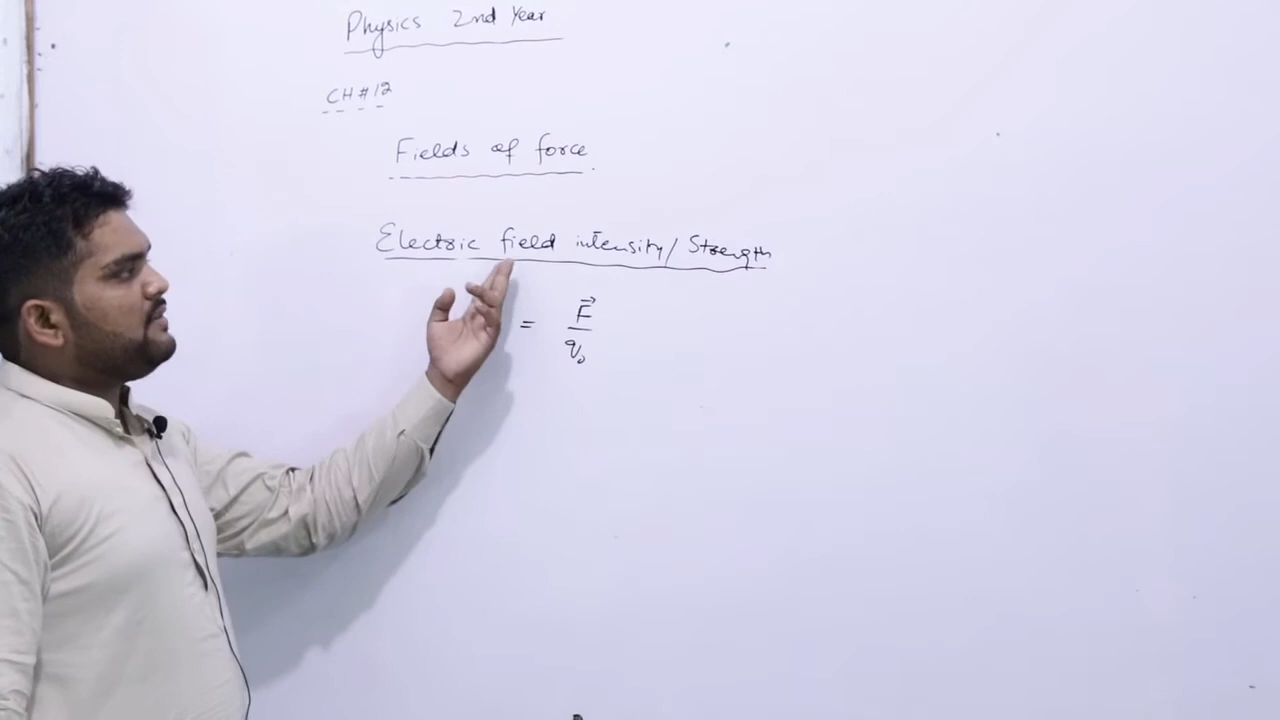 Physics 2nd Year
CH#12
Fields of force
Electric field intensity/Strength
= F⃗/q₀